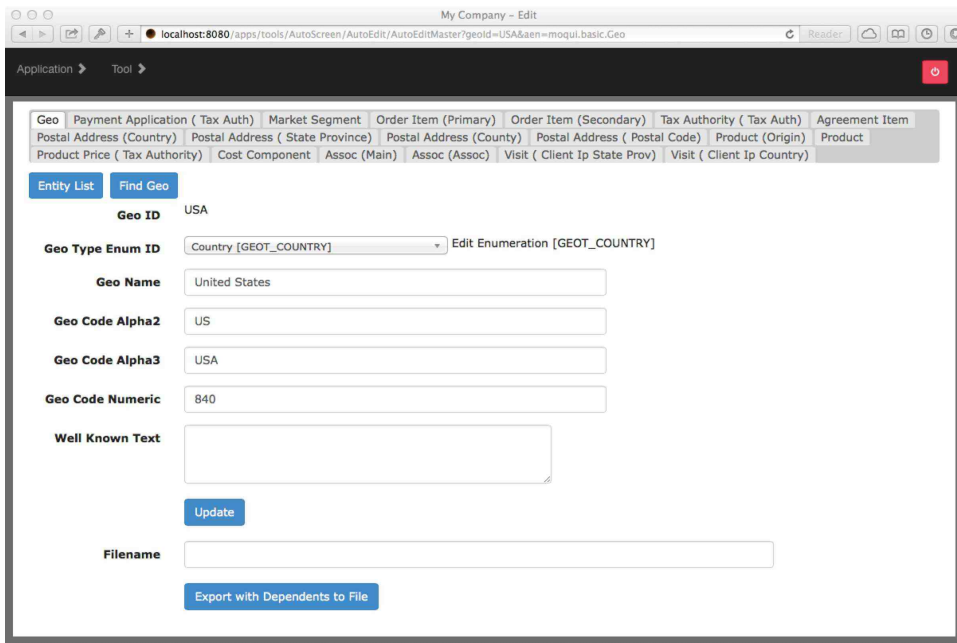 My Company – Edit
localhost:8080/apps/tools/AutoScreen/AutoEdit/AutoEditMaster?geoId=USA&aen=moqui.basic.Geo Reader
Application Tool
Geo Payment Application ( Tax Auth) Market Segment Order Item (Primary) Order Item (Secondary) Tax Authority ( Tax Auth) Agreement Item
Postal Address (Country) Postal Address ( State Province) Postal Address (County) Postal Address ( Postal Code) Product (Origin) Product
Product Price ( Tax Authority) Cost Component Assoc (Main) Assoc (Assoc) Visit ( Client Ip State Prov) Visit ( Client Ip Country)
Entity List Find Geo
Geo ID USA
Geo Type Enum ID Country [GEOT_COUNTRY] Edit Enumeration [GEOT_COUNTRY]
Geo Name United States
Geo Code Alpha2 US
Geo Code Alpha3 USA
Geo Code Numeric 840
Well Known Text
Update
Filename
Export with Dependents to File